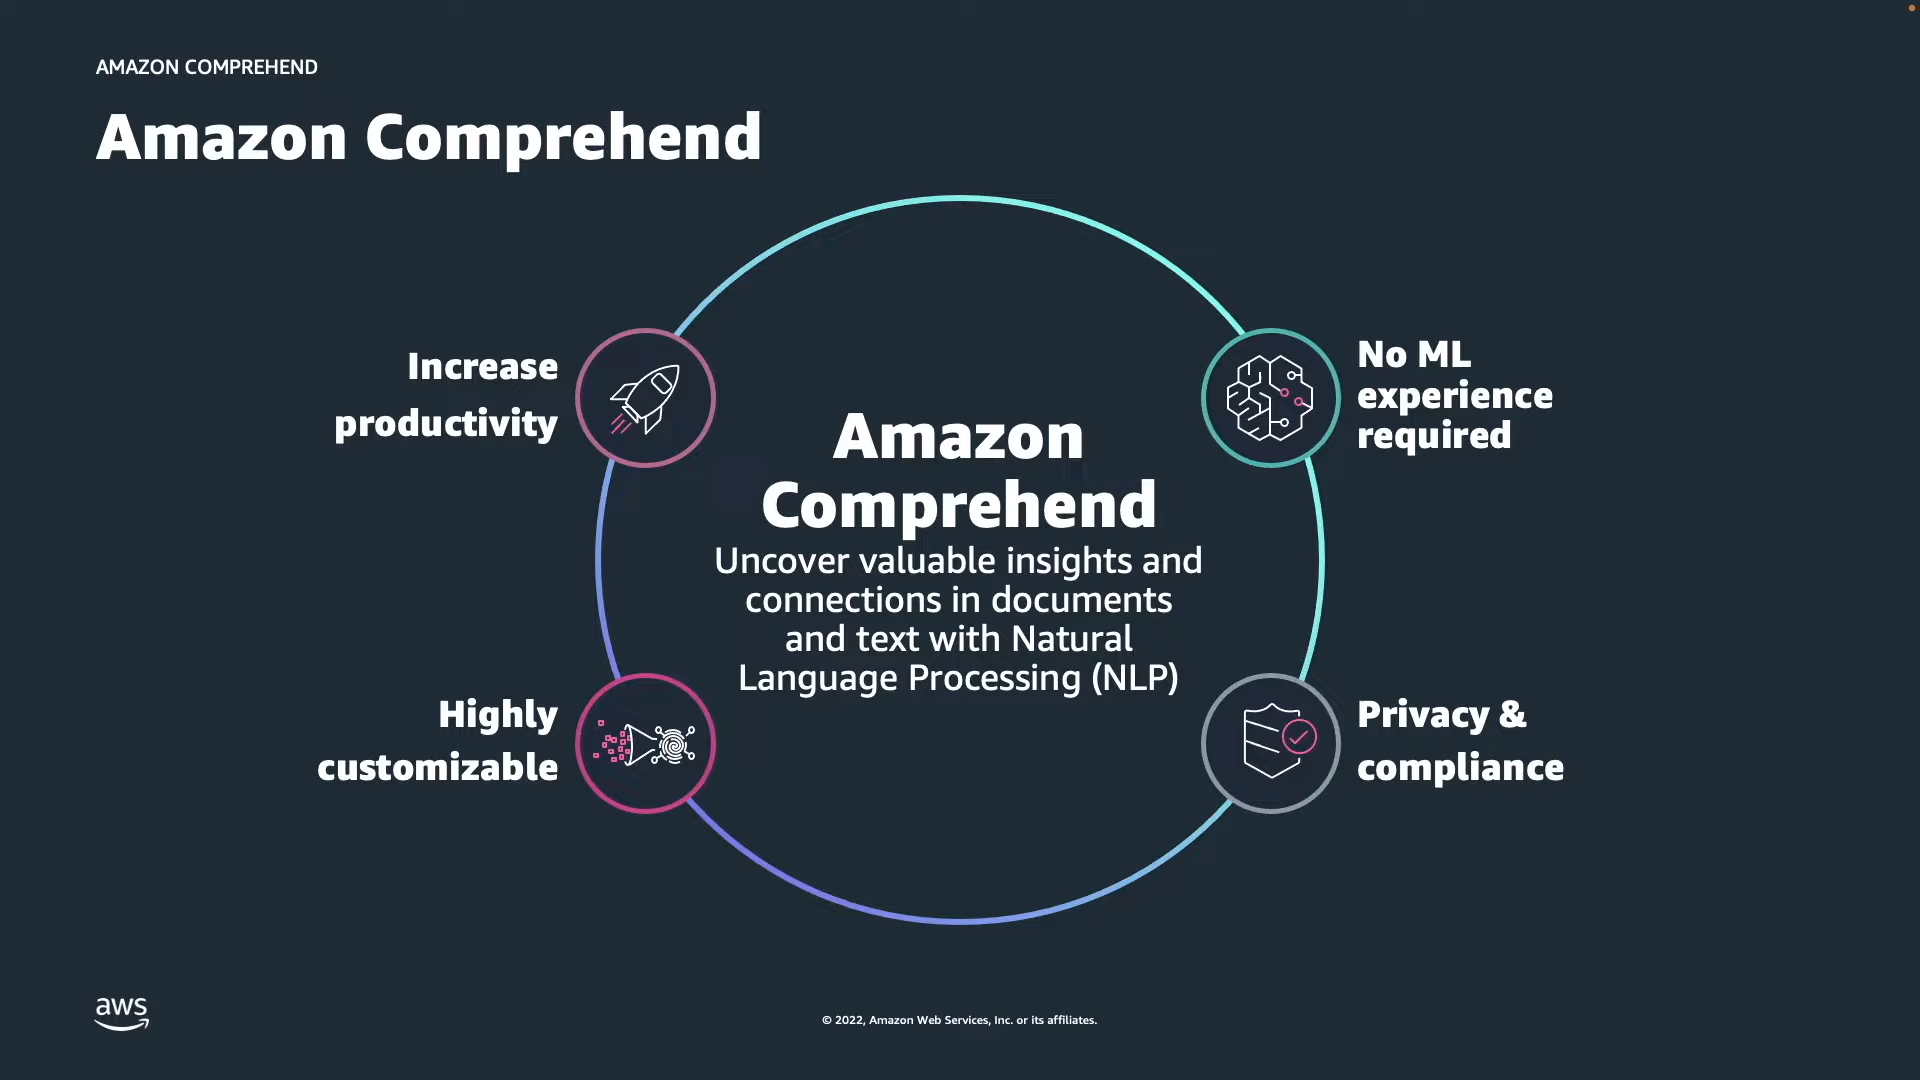 AMAZON COMPREHEND
Amazon Comprehend
Increase
productivity
No ML
experience
required
Amazon
Comprehend
Uncover valuable insights and
connections in documents
and text with Natural
Language Processing (NLP)
Highly
customizable
Privacy &
compliance
aws
© 2022, Amazon Web Services, Inc. or its affiliates.